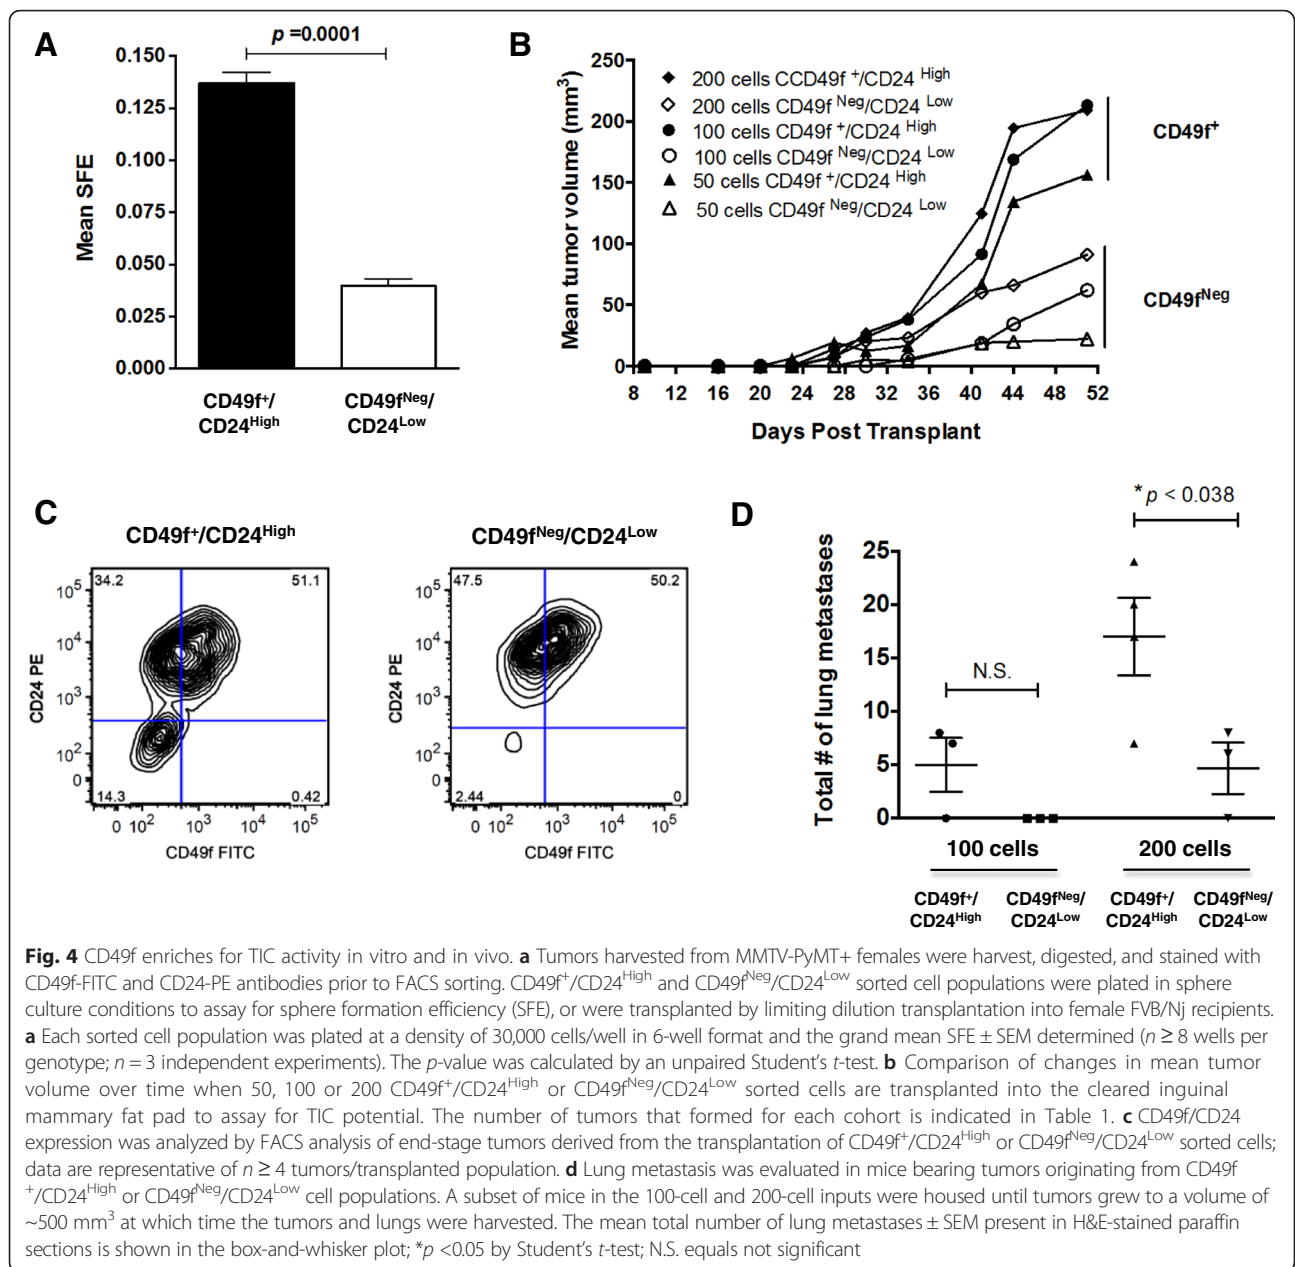 A
p =0.0001
0.150
0.125
0.100
0.075
0.050
0.025
0.000
Mean SFE
CD49f+/
CD24High
CD49fNeg/
CD24Low
B
250
200
150
100
50
0
Mean tumor volume (mm3)
200 cells CCD49f +/CD24 High
200 cells CD49f Neg/CD24 Low
100 cells CD49f +/CD24 High
100 cells CD49f Neg/CD24 Low
50 cells CD49f +/CD24 High
50 cells CD49f Neg/CD24 Low
CD49f+
CD49fNeg
8 12 16 20 24 28 32 36 40 44 48 52
Days Post Transplant
C
CD49f+/CD24High
34.2 51.1
105
104
103
102
0
14.3 0.42
CD24 PE
0 102 103 104 105
CD49f FITC
CD49fNeg/CD24Low
47.5 50.2
105
104
103
102
0
2.44 0
CD24 PE
0 102 103 104 105
CD49f FITC
D
* p < 0.038
25
20
15
10
5
0
Total # of lung metastases
N.S.
100 cells
200 cells
CD49f+/
CD24High
CD49fNeg/
CD24Low
CD49f+/
CD24High
CD49fNeg/
CD24Low
Fig. 4 CD49f enriches for TIC activity in vitro and in vivo. a Tumors harvested from MMTV-PyMT+ females were harvest, digested, and stained with
CD49f-FITC and CD24-PE antibodies prior to FACS sorting. CD49f+/CD24High and CD49fNeg/CD24Low sorted cell populations were plated in sphere
culture conditions to assay for sphere formation efficiency (SFE), or were transplanted by limiting dilution transplantation into female FVB/Nj recipients.
a Each sorted cell population was plated at a density of 30,000 cells/well in 6-well format and the grand mean SFE ± SEM determined (n ≥ 8 wells per
genotype; n = 3 independent experiments). The p-value was calculated by an unpaired Student's t-test. b Comparison of changes in mean tumor
volume over time when 50, 100 or 200 CD49f+/CD24High or CD49fNeg/CD24Low sorted cells are transplanted into the cleared inguinal
mammary fat pad to assay for TIC potential. The number of tumors that formed for each cohort is indicated in Table 1. c CD49f/CD24
expression was analyzed by FACS analysis of end-stage tumors derived from the transplantation of CD49f+/CD24High or CD49fNeg/CD24Low sorted cells;
data are representative of n ≥ 4 tumors/transplanted population. d Lung metastasis was evaluated in mice bearing tumors originating from CD49f
+/CD24High or CD49fNeg/CD24Low cell populations. A subset of mice in the 100-cell and 200-cell inputs were housed until tumors grew to a volume of
~500 mm3 at which time the tumors and lungs were harvested. The mean total number of lung metastases ± SEM present in H&E-stained paraffin
sections is shown in the box-and-whisker plot; *p <0.05 by Student's t-test; N.S. equals not significant